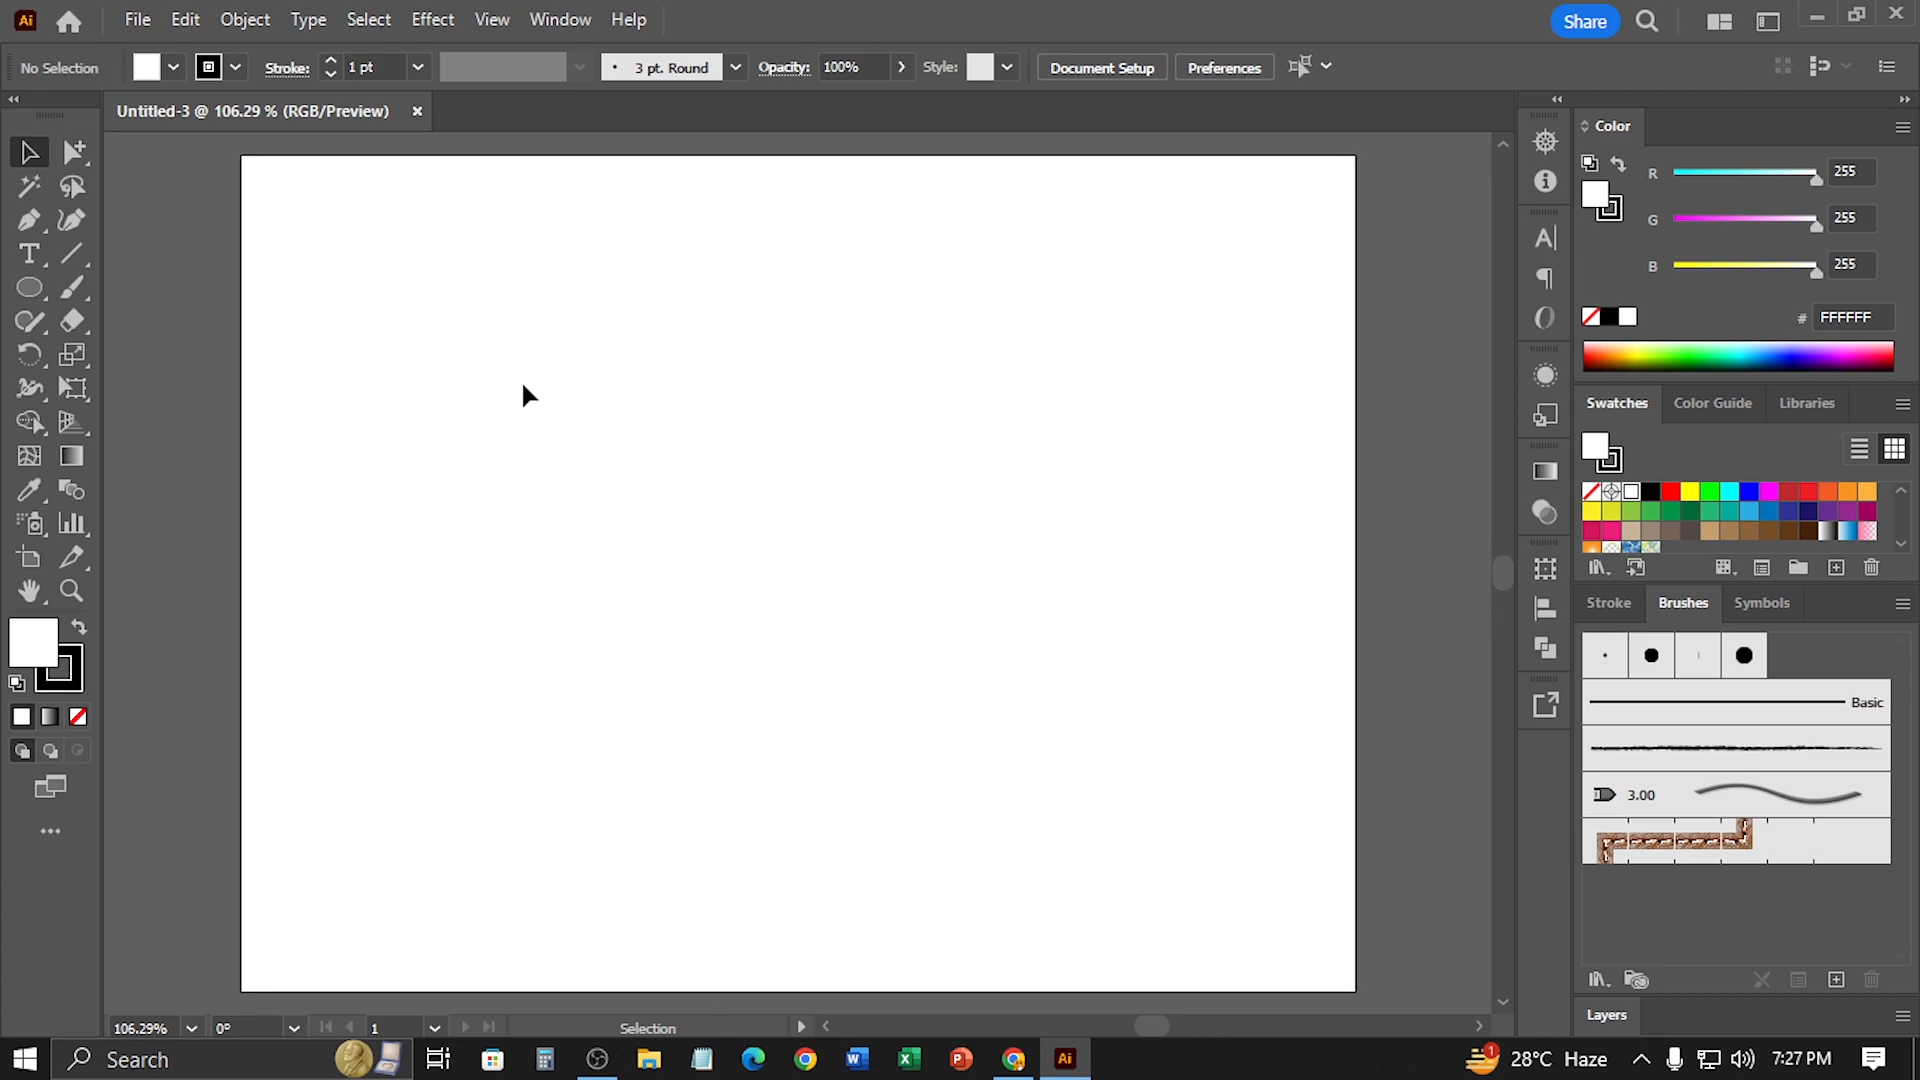 Ai
File Edit Object Type Select Effect View Window Help
Share
No Selection
Stroke:
1 pt
3 pt. Round
Opacity:
100%
Style:
Document Setup
Preferences
Untitled-3 @ 106.29 % (RGB/Preview)
Color
R 255
G 255
B 255
# FFFFFF
Swatches Color Guide Libraries
Stroke Brushes Symbols
Basic
3.00
Layers
106.29%
0°
1
Selection
Search
1
28°C Haze
7:27 PM